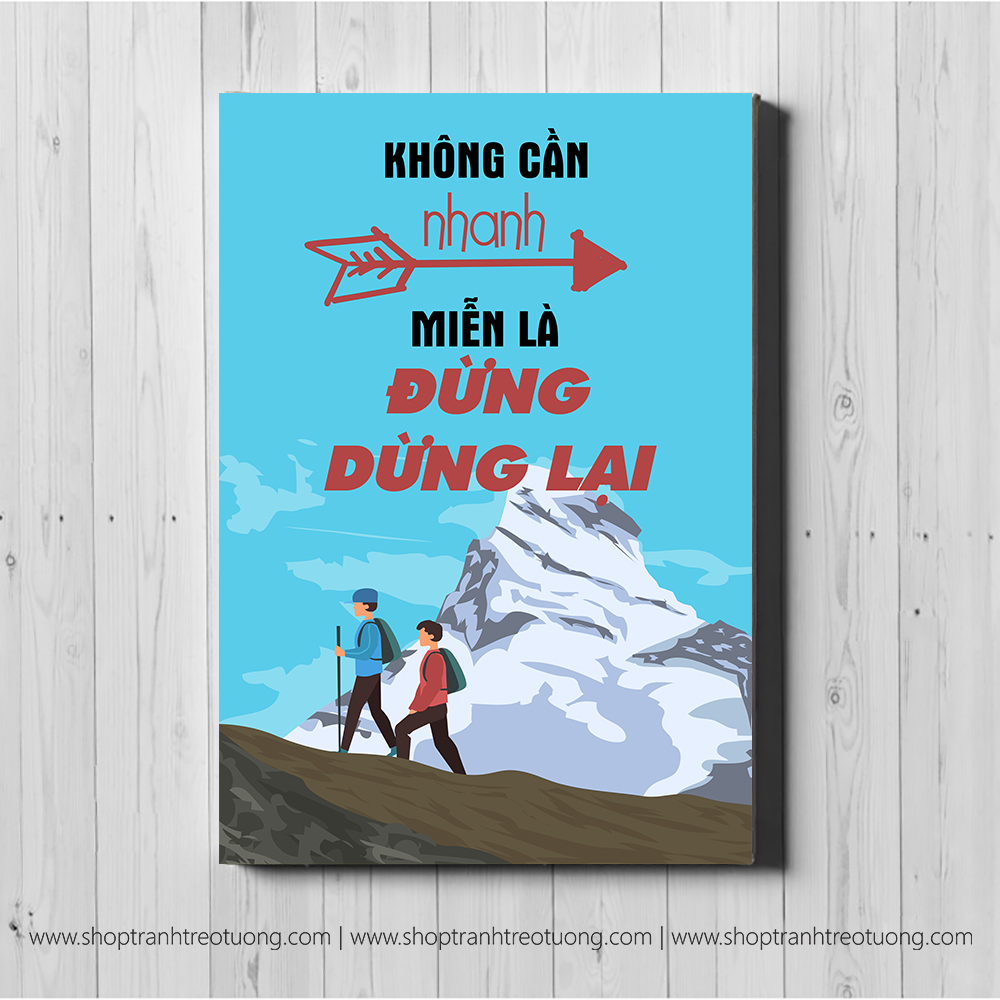 KHÔNG CẦN
nhanh
MIỄN LÀ
ĐỪNG
DỪNG LẠI
www.shoptranhtreotuong.com | www.shoptranhtreotuong.com | www.shoptranhtreotuong.com